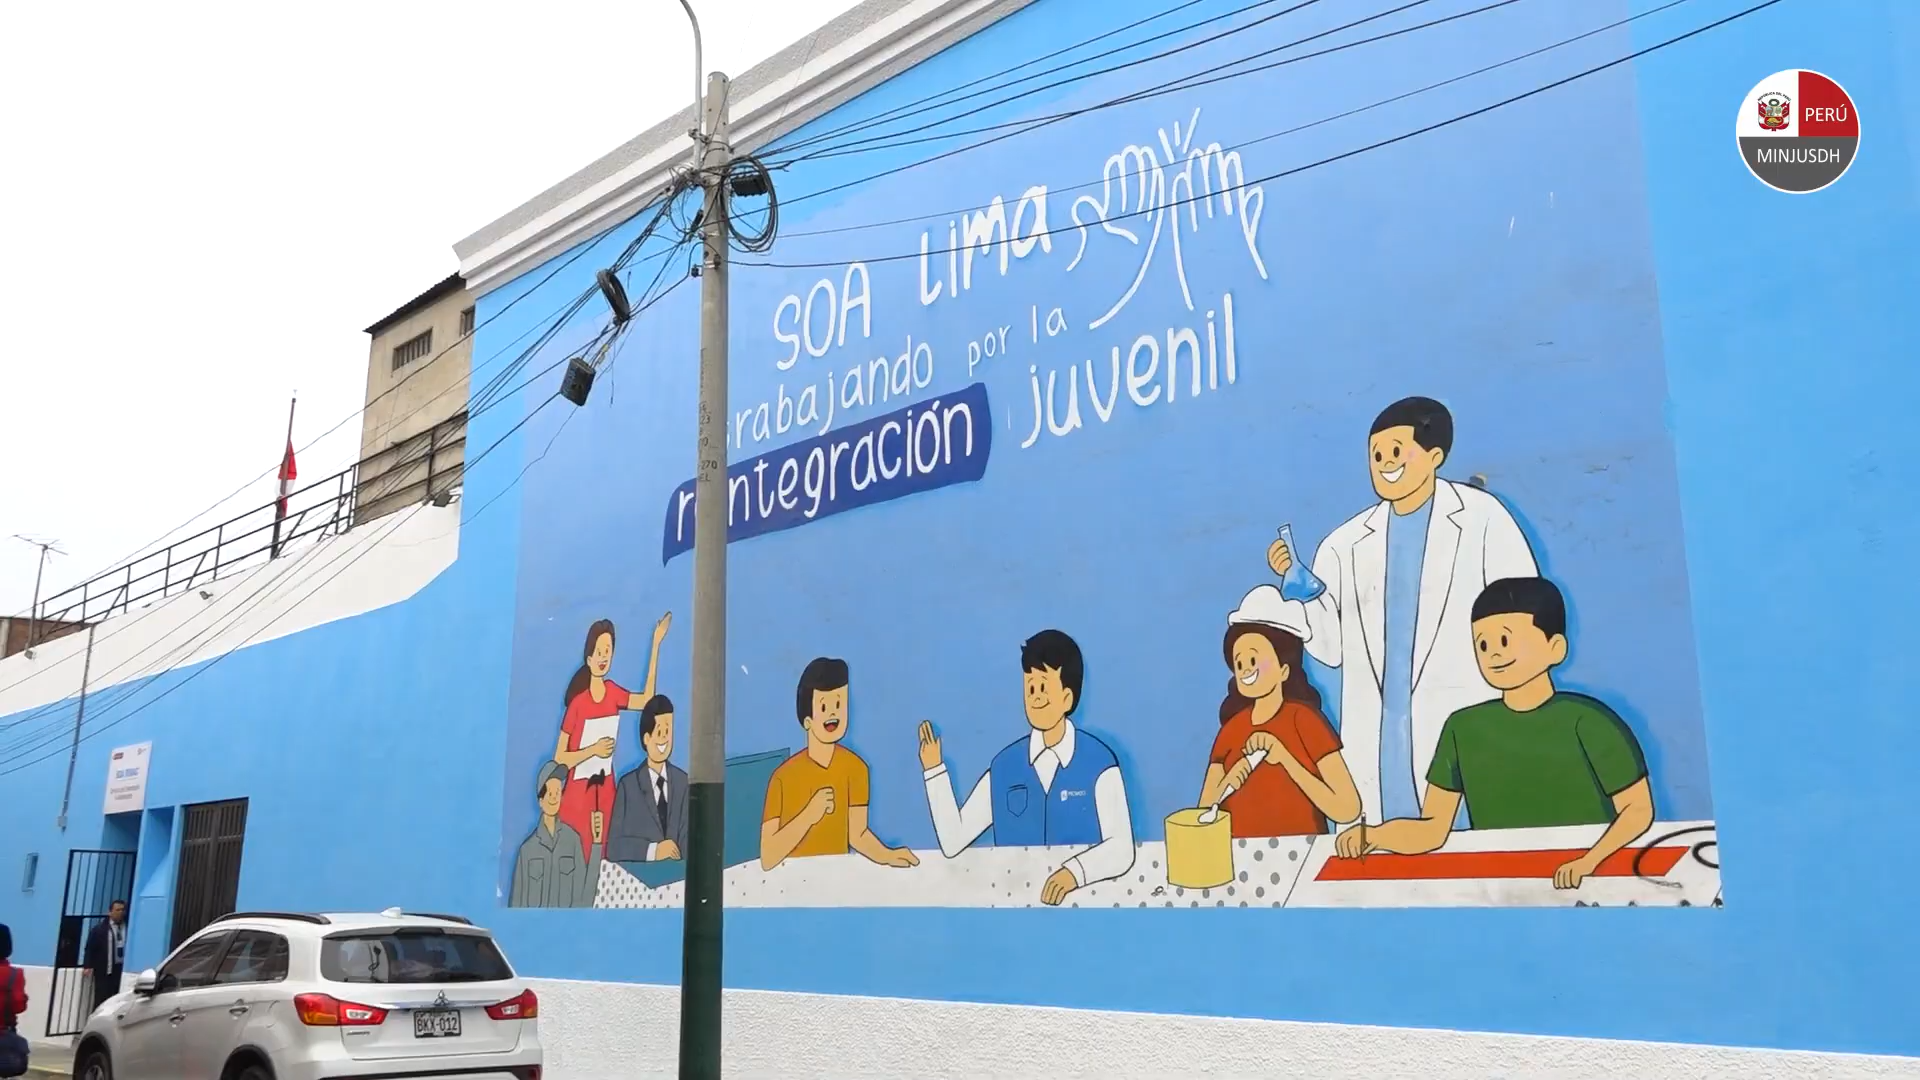 SOA Lima
trabajando por la
reintegración juvenil
PERÚ
MINJUSDH
BKX-012